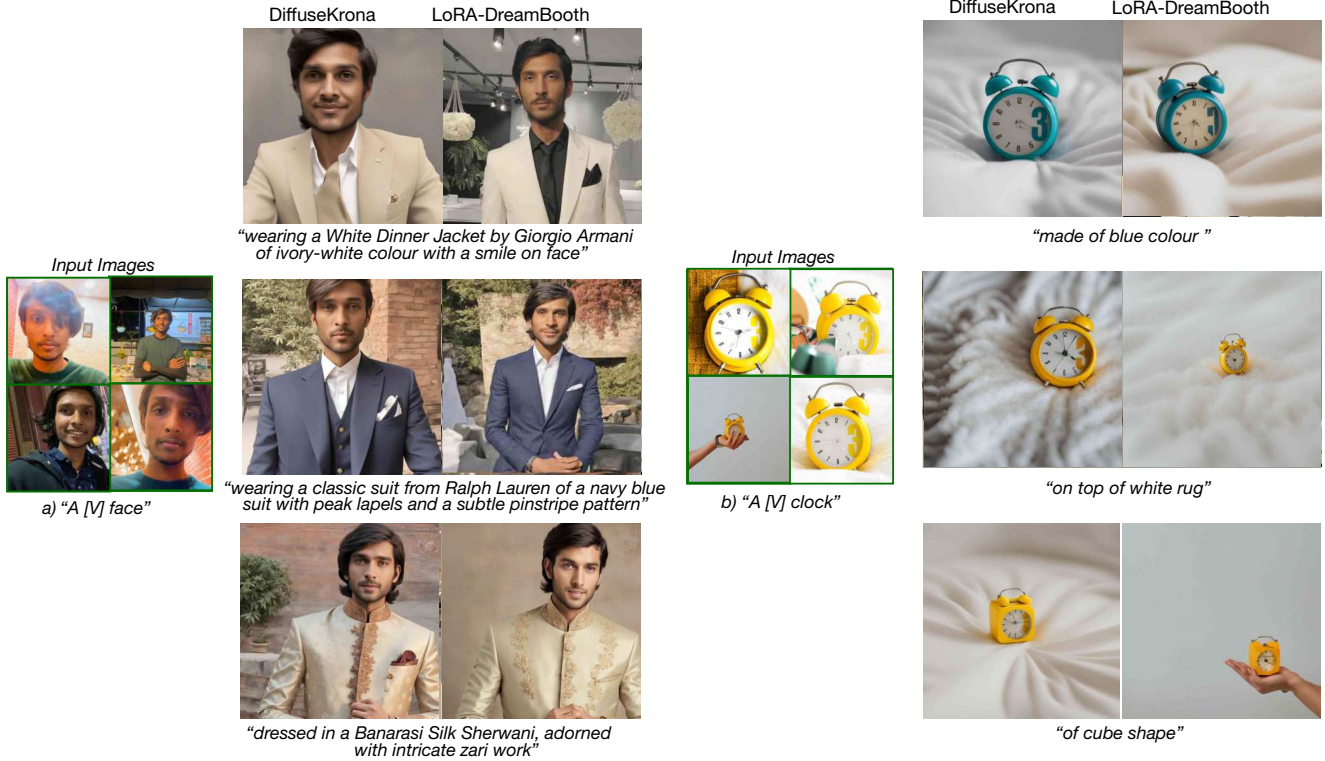 DiffuseKrona LoRA-DreamBooth
“wearing a White Dinner Jacket by Giorgio Armani
of ivory-white colour with a smile on face”
Input Images
a) “A [V] face”
“wearing a classic suit from Ralph Lauren of a navy blue
suit with peak lapels and a subtle pinstripe pattern”
“dressed in a Banarasi Silk Sherwani, adorned
with intricate zari work”
DiffuseKrona LoRA-DreamBooth
“made of blue colour ”
Input Images
b) “A [V] clock”
“on top of white rug”
“of cube shape”